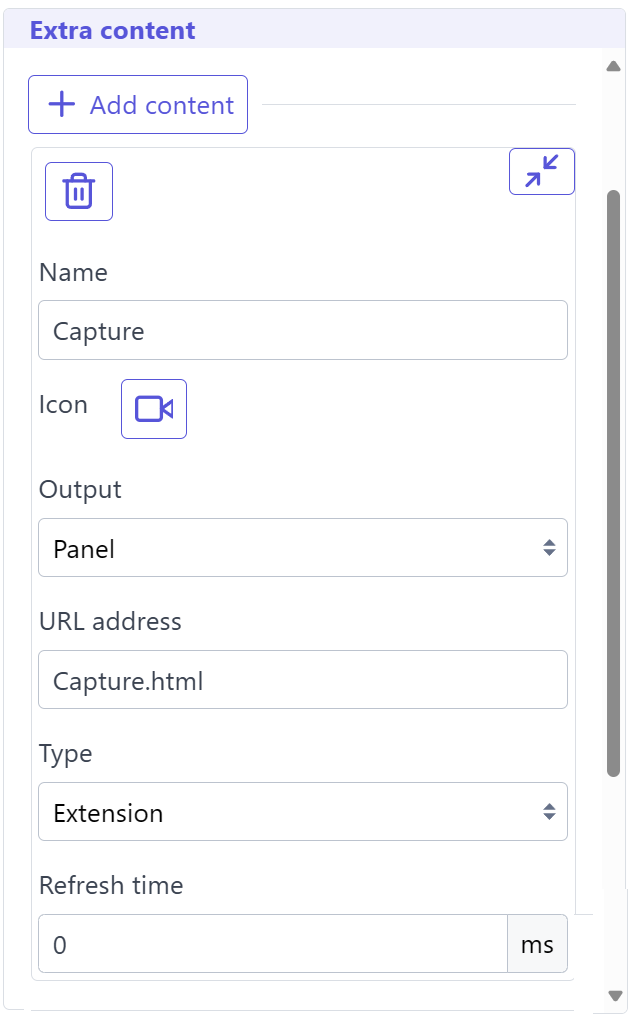 Extra content
Add content
Name
Capture
Icon
Output
Panel
URL address
Capture.html
Type
Extension
Refresh time
0 ms